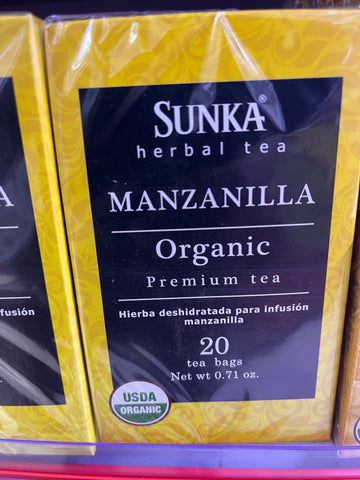 SUNKA®
herbal tea
MANZANILLA
Organic
Premium tea
Hierba deshidratada para infusión
manzanilla
20
tea bags
Net wt 0.71 oz.
USDA
ORGANIC
A
fusión
z.